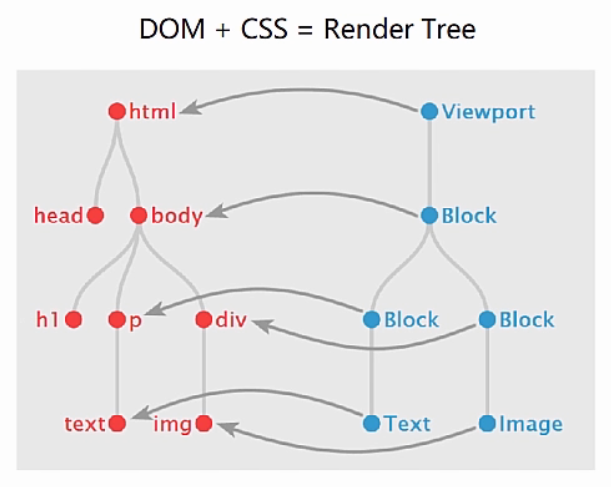 DOM + CSS = Render Tree
html
Viewport
head
body
Block
h1
p
div
Block
Block
text
img
Text
Image